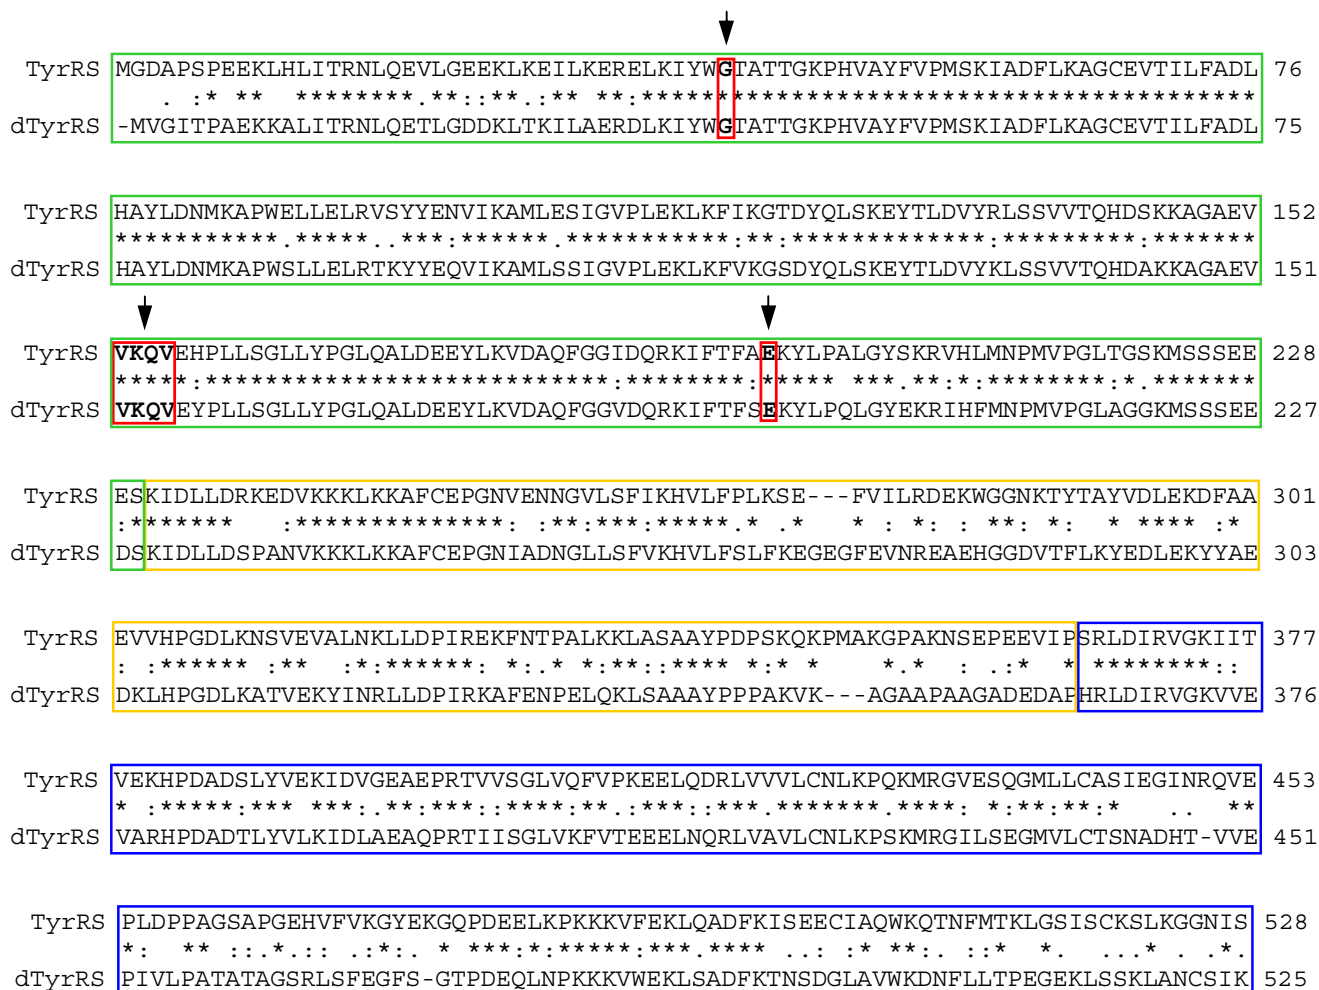 TyrRS MGDAPSPEEKLHLITRNLQEVLGEEKLKEILKERELKIYWGTATTGKPHVAYFVPMSKIADFLKAGCEVTILFADL 76
. :* ** ********.**::**.:** **:*****************************************
dTyrRS -MVGITPAEKKALITRNLQETLGDDKLTKILAERDLKIYWGTATTGKPHVAYFVPMSKIADFLKAGCEVTILFADL 75
TyrRS HAYLDNMKAPWELLELRVSYYENVIKAMLESIGVPLEKLKFIKGTDYQLSKEYTLDVYRLSSVVTQHDSKKAGAEV 152
***********.*****..***:******.***********:**:*************:*********:*******
dTyrRS HAYLDNMKAPWSLLELRTKYYEQVIKAMLSSIGVPLEKLKFVKGSDYQLSKEYTLDVYKLSSVVTQHDAKKAGAEV 151
TyrRS VKQVEHPLLSGLLYPGLQALDEEYLKVDAQFGGIDQRKIFTFAEKYLPALGYSKRVHLMNPMVPGLTGSKMSSSEE 228
*****:***************************:********:***** ***.**:*:********:*.*******
dTyrRS VKQVEYPLLSGLLYPGLQALDEEYLKVDAQFGGVDQRKIFTFSEKYLPQLGYEKRIHFMNPMVPGLAGGKMSSSEE 227
TyrRS ESKIDLLDRKEDVKKKLKKAFCEPGNVENNGVLSFIKHVLFPLKSE---FVILRDEKWGGNKTYTAYVDLEKDFAA 301
:*******   :**************: :**:***:*****.* .*   * : *: : **: *: * **** :*
dTyrRS DSKIDLLDSPANVKKKLKKAFCEPGNIADNGLLSFVKHVLFSLFKEGEGFEVNREAEHGGDVTFLKYEDLEKYYAE 303
TyrRS EVVHPGDLKNSVEVALNKLLDPIREKFNTPALKKLASAAYPDPSKQKPMAKGPAKNSEPEEVIPSRLDIRVGKIIT 377
: :****** :** :*:******: *:.* *:**::**** *:* * *.* : .:* * ********::
dTyrRS DKLHPGDLKATVEKYINRLLDPIRKAFENPELQKLSAAAYPPPAKVK---AGAAPAAGADEDAPHRLDIRVGKVVE 376
TyrRS VEKHPDADSLYVEKIDVGEAEPRTVVSGLVQFVPKEELQDRLVVVLCNLKPQKMRGVESQGMLLCASIEGINRQVE 453
* :*****:*** ***:.**:***::****:**.:***::***.********.****: *:**:*:   ..  **
dTyrRS VARHPDADTLYVLKIDLAEAQPRTIISGLVKFVTEEELNQRLVAVLCNLKPSKMRGILSEGMVLCTSNADHT-VVE 451
TyrRS PLDPPAGSAPGEHVFVKGYEKGQPDEELKPKKKVFEKLQADFKISEECIAQWKQTNFMTKLGSISCKSLKGGNIS 528
*:  ** ::.*.:: .:*:. * ***:*:*****:***.**** ..: :* **:. ::* *. ...* .*.
dTyrRS PIVLPATATAGSRLSFEGFS-GTPDEQLNPKKKVWEKLSADFKTNSDGLAVWKDNFLLTPEGEKLSSKLANCSIK 525